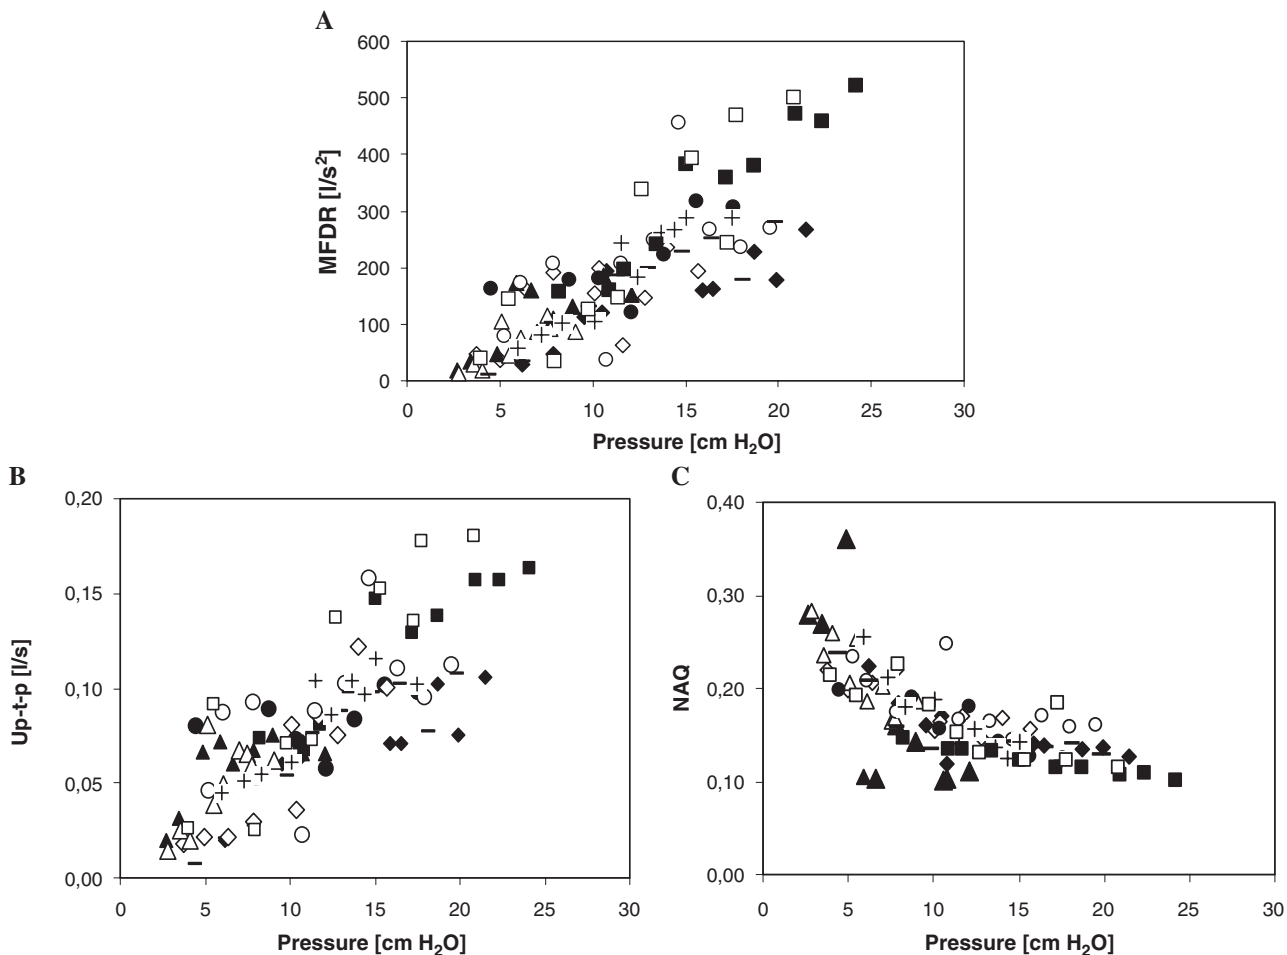 A
600
500
400
300
200
100
0
MFDR [l/s²]
0 5 10 15 20 25 30
Pressure [cm H₂O]
B
0,20
0,15
0,10
0,05
0,00
Up-t-p [l/s]
0 5 10 15 20 25 30
Pressure [cm H₂O]
C
0,40
0,30
0,20
0,10
0,00
NAQ
0 5 10 15 20 25 30
Pressure [cm H₂O]